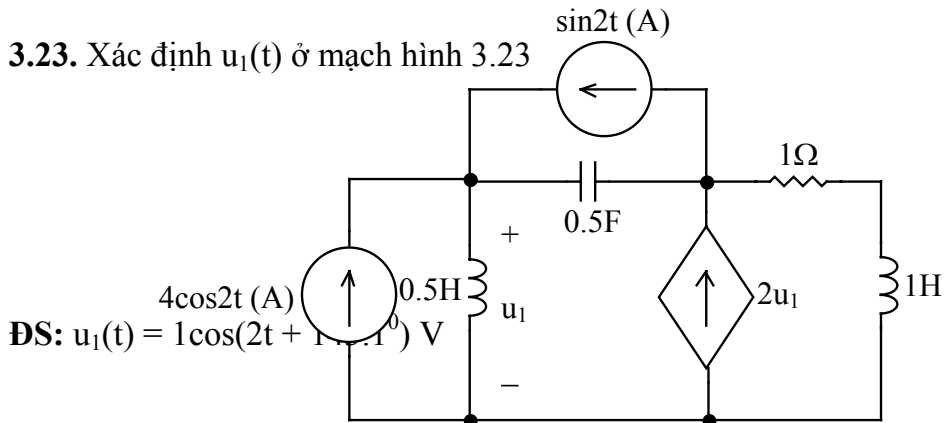 sin2t (A)
3.23. Xác định u₁(t) ở mạch hình 3.23
1Ω
0.5F
+
4cos2t (A)
0.5H
u₁
2u₁
1H
ĐS: u₁(t) = 1cos(2t + ⁰) V
−